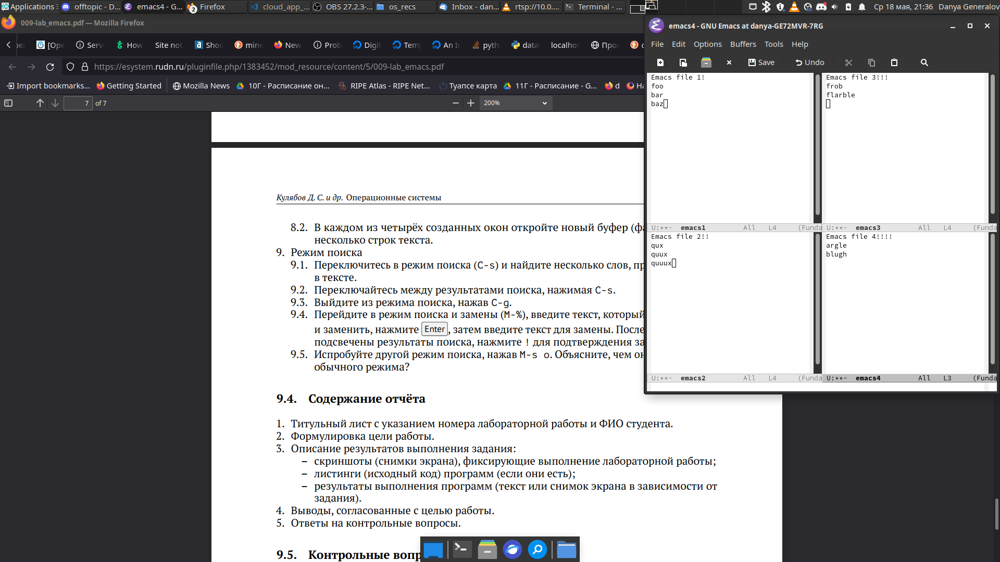 Applications
offtopic - D...
emacs4 - G...
2
Firefox
cloud_app_...
OBS 27.2.3-...
os_recs
Inbox - dan...
rtsp://10.0....
Terminal - ...
Ср 18 мая, 21:36
Danya Generalov
009-lab_emacs.pdf — Mozilla Firefox
[Ope
Serv
How
Site not
Shod
mine
New
Prob
Digit
Temp
An In
pyth
data
localhos
Про
https://esystem.rudn.ru/pluginfile.php/1383452/mod_resource/content/5/009-lab_emacs.pdf
Import bookmarks...
Getting Started
Mozilla News
10Г - Расписание он...
RIPE Atlas - RIPE Net...
Туапсе карта
11Г - Расписание - G...
d
7
of 7
200%
Кулябов Д. С. и др. Операционные системы
8.2. В каждом из четырёх созданных окон откройте новый буфер (фа
несколько строк текста.
9. Режим поиска
9.1. Переключитесь в режим поиска (C-s) и найдите несколько слов, пр
в тексте.
9.2. Переключайтесь между результатами поиска, нажимая C-s.
9.3. Выйдите из режима поиска, нажав C-g.
9.4. Перейдите в режим поиска и замены (M-%), введите текст, который
и заменить, нажмите Enter, затем введите текст для замены. После
подсвечены результаты поиска, нажмите ! для подтверждения за
9.5. Испробуйте другой режим поиска, нажав M-s o. Объясните, чем он
обычного режима?
9.4. Содержание отчёта
1. Титульный лист с указанием номера лабораторной работы и ФИО студента.
2. Формулировка цели работы.
3. Описание результатов выполнения задания:
– скриншоты (снимки экрана), фиксирующие выполнение лабораторной работы;
– листинги (исходный код) программ (если они есть);
– результаты выполнения программ (текст или снимок экрана в зависимости от
задания).
4. Выводы, согласованные с целью работы.
5. Ответы на контрольные вопросы.
9.5. Контрольные вопр
emacs4 - GNU Emacs at danya-GE72MVR-7RG
File Edit Options Buffers Tools Help
Save
Undo
Emacs file 1!
foo
bar
baz
U:**- emacs1 All L4 (Funda
Emacs file 3!!!
frob
flarble
U:**- emacs3 All L4 (Funda
Emacs file 2!!
qux
quux
quuux
U:**- emacs2 All L4 (Funda
Emacs file 4!!!!
argle
blugh
U:**- emacs4 All L3 (Funda